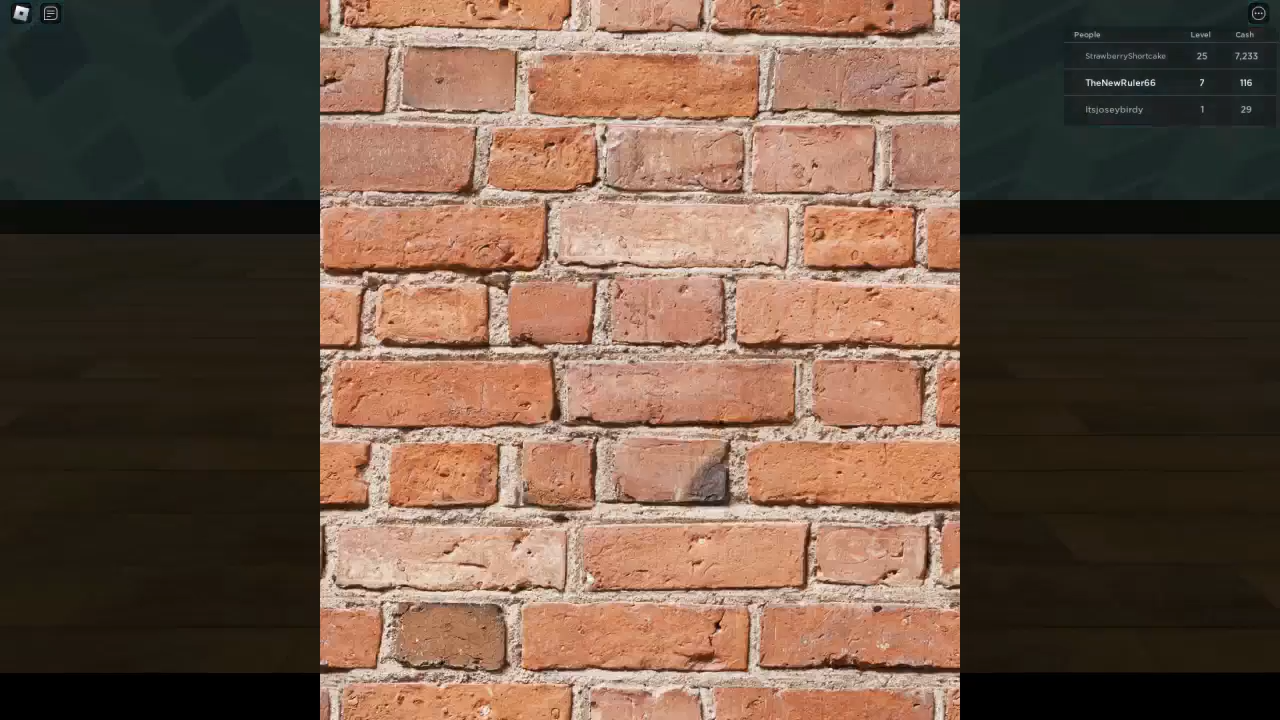 People Level Cash
StrawberryShortcake 25 7,233
TheNewRuler66 7 116
Itsjoseybirdy 1 29